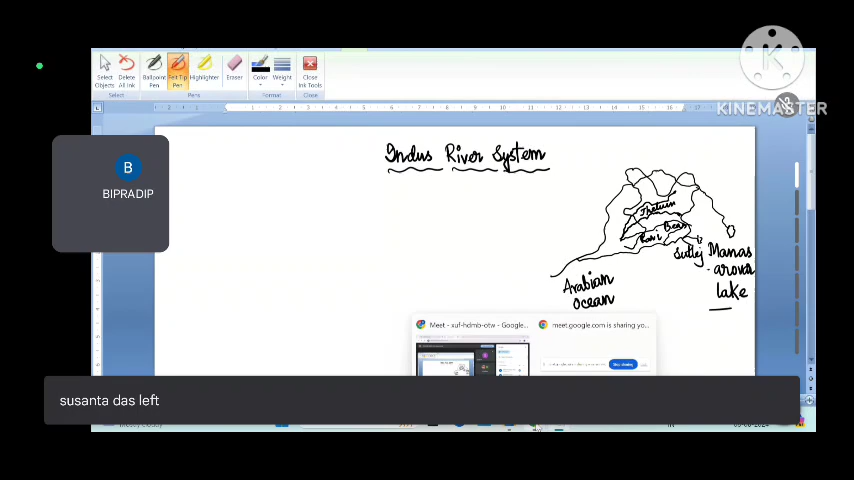 Select
Objects
Delete
All Ink
Ballpoint
Pen
Felt Tip
Pen
Highlighter
Eraser
Color
Weight
Close
Ink Tools
Select
Pens
Format
Close
KINEMASTER
B
BIPRADIP
Indus River System
Jhelum
Ravi
Beas
Sutlej
Manas
arovar
lake
Arabian
Ocean
Meet - xuf-hdmb-otw - Google...
meet.google.com is sharing yo...
Stop sharing
susanta das left